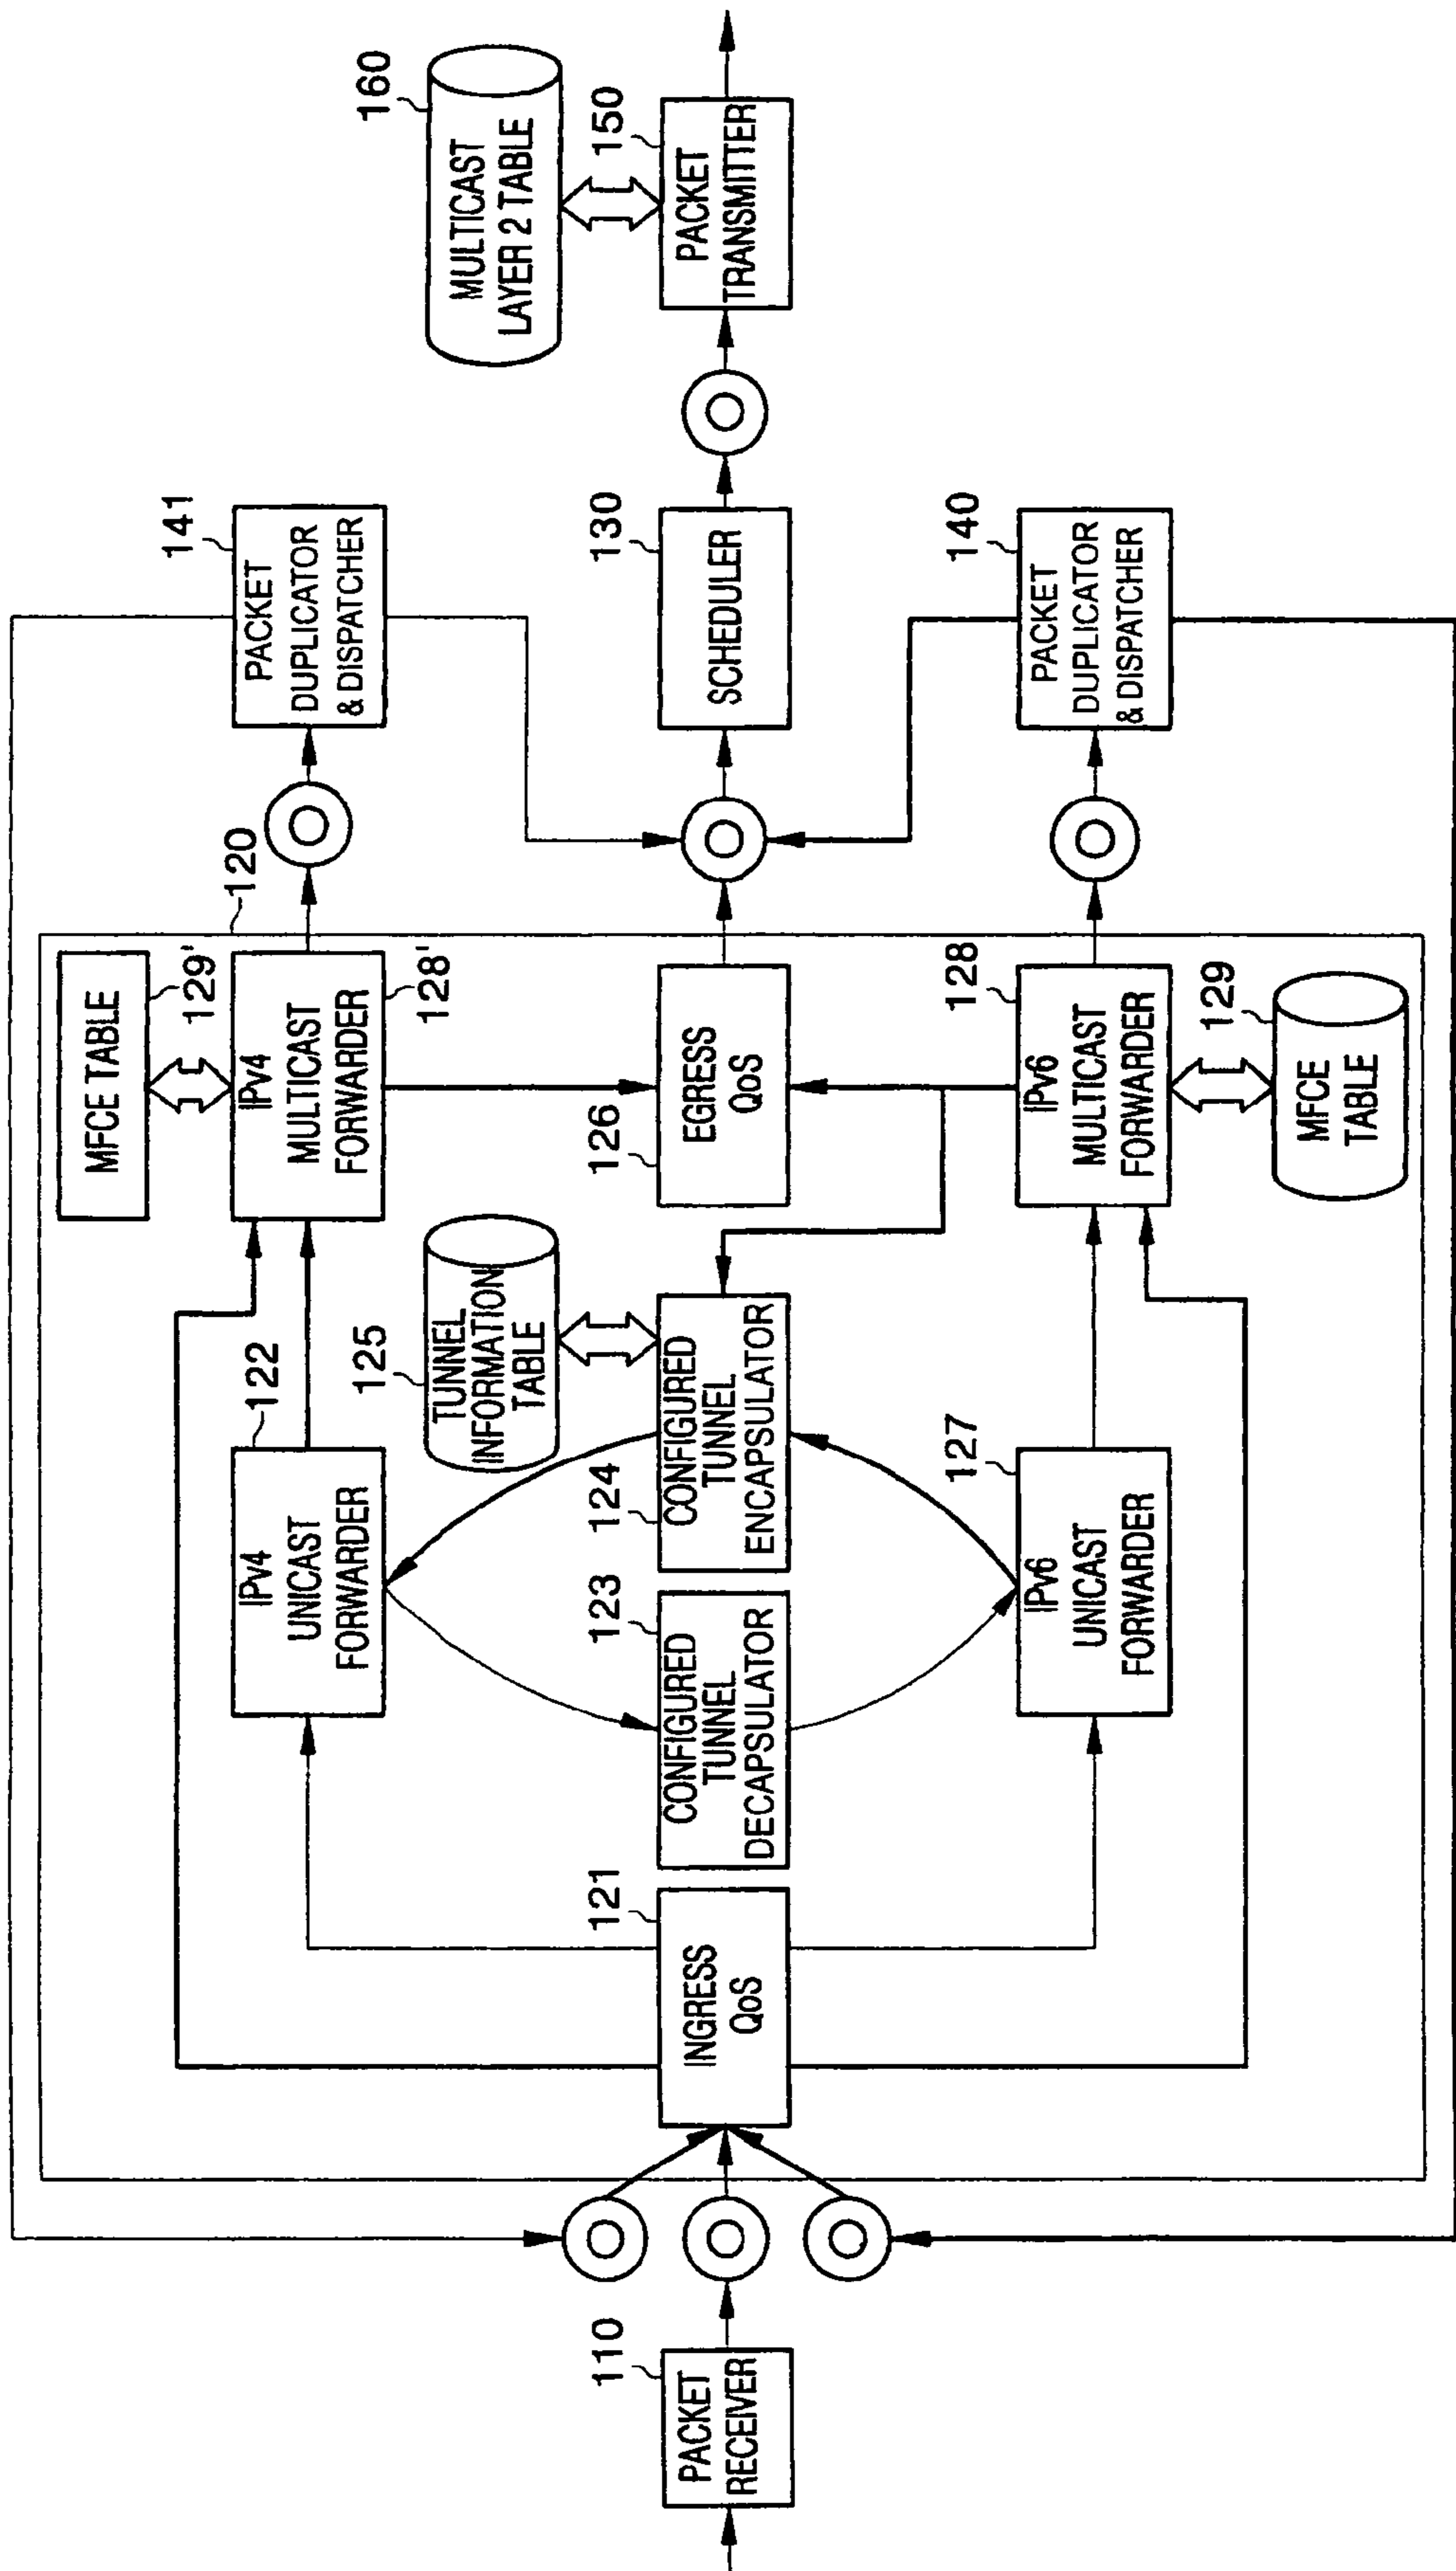 110
PACKET
RECEIVER
120
121
INGRESS
QoS
122
IPv4
UNICAST
FORWARDER
123
CONFIGURED
TUNNEL
DECAPSULATOR
124
CONFIGURED
TUNNEL
ENCAPSULATOR
125
TUNNEL
INFORMATION
TABLE
127
IPv6
UNICAST
FORWARDER
MFCE TABLE
129'
IPv4
MULTICAST
FORWARDER
128'
126
EGRESS
QoS
128
IPv6
MULTICAST
FORWARDER
129
MFCE
TABLE
141
PACKET
DUPLICATOR
& DISPATCHER
130
SCHEDULER
140
PACKET
DUPLICATOR
& DISPATCHER
160
MULTICAST
LAYER 2 TABLE
150
PACKET
TRANSMITTER